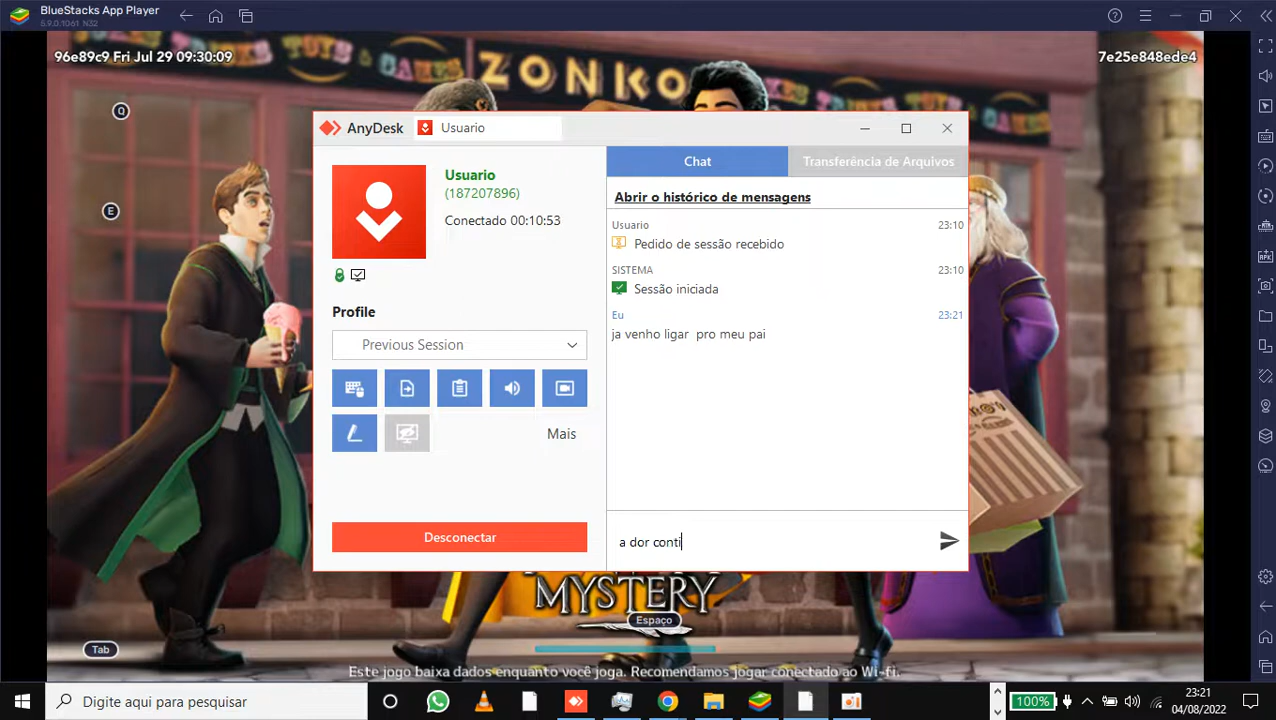 BlueStacks App Player
5.9.0.1061 N32
96e89c9 Fri Jul 29 09:30:09
7e25e848ede4
TOYS & GAMES
ZONKO
Q
E
AnyDesk
Usuario
Usuario
(187207896)
Conectado 00:10:53
Profile
Previous Session
Mais
Desconectar
Chat
Transferência de Arquivos
Abrir o histórico de mensagens
Usuario 23:10
Pedido de sessão recebido
SISTEMA 23:10
Sessão iniciada
Eu 23:21
ja venho ligar  pro meu pai
a dor conti
MYSTERY
Espaço
Tab
Este jogo baixa dados enquanto você joga. Recomendamos jogar conectado ao Wi-fi.
Digite aqui para pesquisar
100%
23:21
04/08/2022